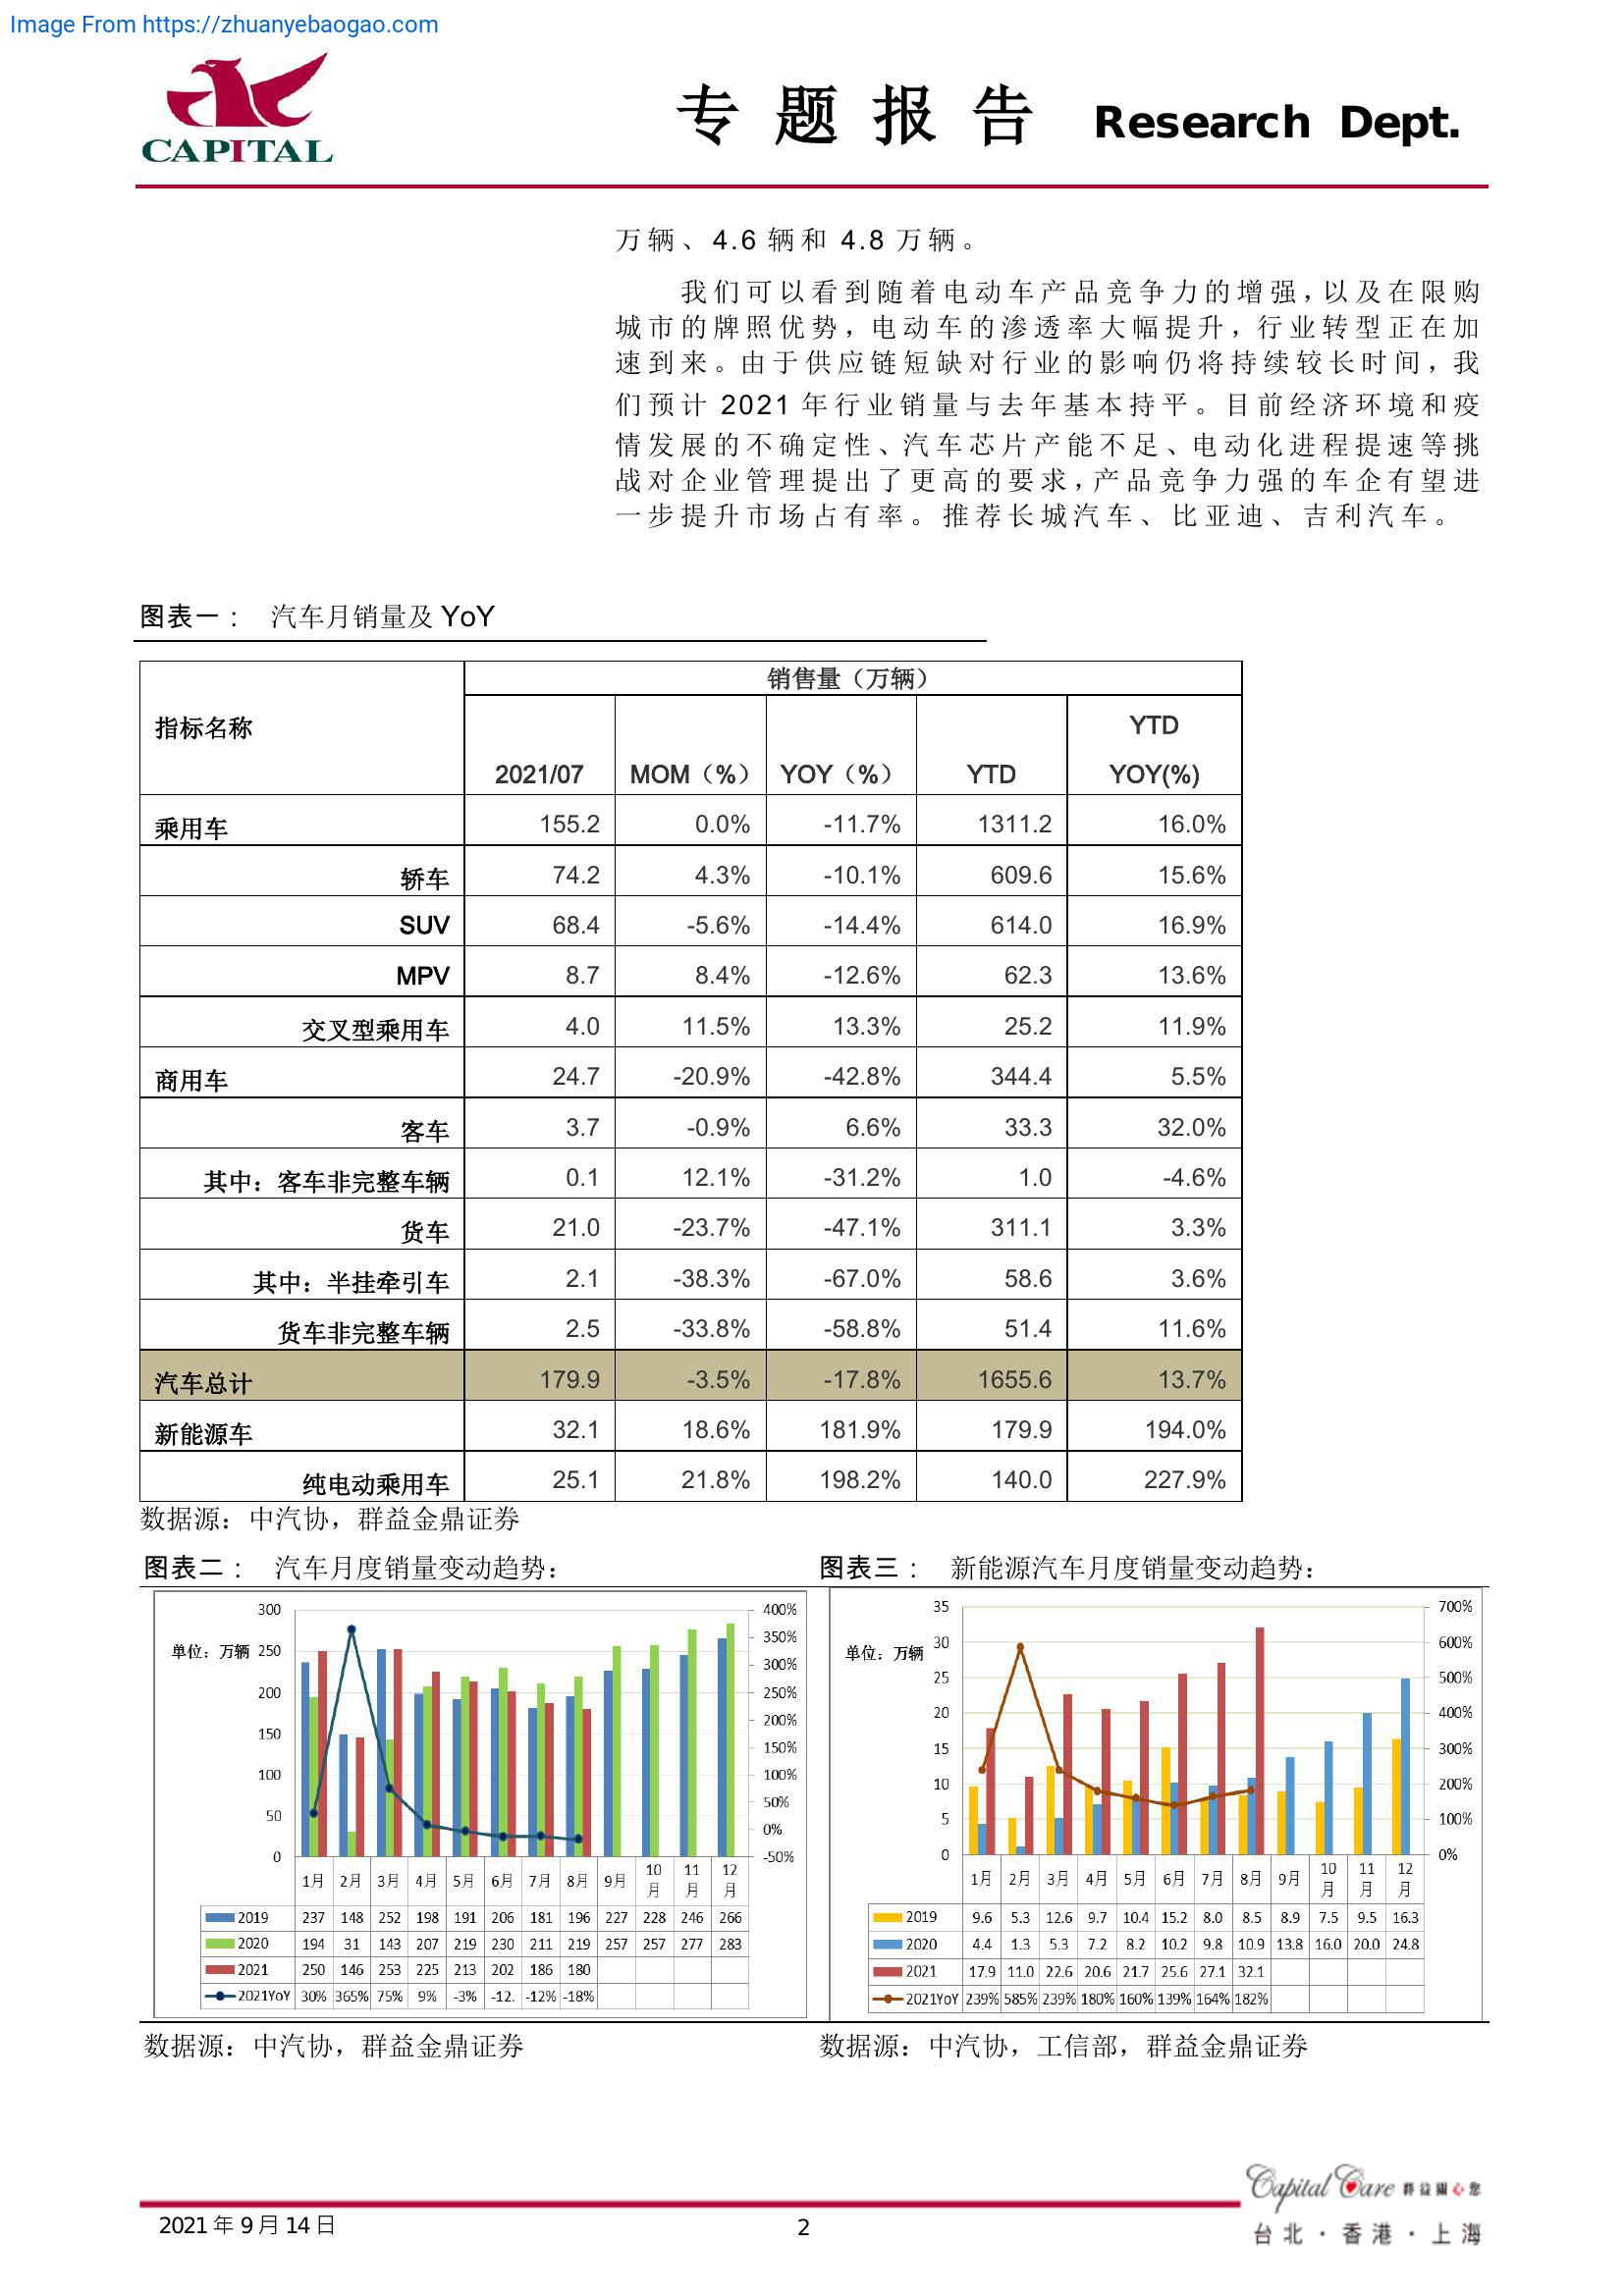 Image From https://zhuanyebaogao.com
CAPITAL
专 题 报 告 Research Dept.
万辆、4.6 辆和 4.8 万辆。
我们可以看到随着电动车产品竞争力的增强,以及在限购
城市的牌照优势，电动车的渗透率大幅提升，行业转型正在加
速到来。由于供应链短缺对行业的影响仍将持续较长时间，我
们预计 2021 年行业销量与去年基本持平。目前经济环境和疫
情发展的不确定性、汽车芯片产能不足、电动化进程提速等挑
战对企业管理提出了更高的要求,产品竞争力强的车企有望进
一步提升市场占有率。推荐长城汽车、比亚迪、吉利汽车。
图表一： 汽车月销量及 YoY
指标名称 销售量（万辆）
2021/07 MOM（%） YOY（%） YTD YTD YOY(%)
乘用车 155.2 0.0% -11.7% 1311.2 16.0%
轿车 74.2 4.3% -10.1% 609.6 15.6%
SUV 68.4 -5.6% -14.4% 614.0 16.9%
MPV 8.7 8.4% -12.6% 62.3 13.6%
交叉型乘用车 4.0 11.5% 13.3% 25.2 11.9%
商用车 24.7 -20.9% -42.8% 344.4 5.5%
客车 3.7 -0.9% 6.6% 33.3 32.0%
其中：客车非完整车辆 0.1 12.1% -31.2% 1.0 -4.6%
货车 21.0 -23.7% -47.1% 311.1 3.3%
其中：半挂牵引车 2.1 -38.3% -67.0% 58.6 3.6%
货车非完整车辆 2.5 -33.8% -58.8% 51.4 11.6%
汽车总计 179.9 -3.5% -17.8% 1655.6 13.7%
新能源车 32.1 18.6% 181.9% 179.9 194.0%
纯电动乘用车 25.1 21.8% 198.2% 140.0 227.9%
数据源：中汽协，群益金鼎证券
图表二： 汽车月度销量变动趋势：
单位：万辆
300 250 200 150 100 50 0
400% 350% 300% 250% 200% 150% 100% 50% 0% -50%
1月 2月 3月 4月 5月 6月 7月 8月 9月 10月 11月 12月
2019 237 148 252 198 191 206 181 196 227 228 246 266
2020 194 31 143 207 219 230 211 219 257 257 277 283
2021 250 146 253 225 213 202 186 180
2021YoY 30% 365% 75% 9% -3% -12. -12% -18%
数据源：中汽协，群益金鼎证券
图表三： 新能源汽车月度销量变动趋势：
单位：万辆
35 30 25 20 15 10 5 0
700% 600% 500% 400% 300% 200% 100% 0%
1月 2月 3月 4月 5月 6月 7月 8月 9月 10月 11月 12月
2019 9.6 5.3 12.6 9.7 10.4 15.2 8.0 8.5 8.9 7.5 9.5 16.3
2020 4.4 1.3 5.3 7.2 8.2 10.2 9.8 10.9 13.8 16.0 20.0 24.8
2021 17.9 11.0 22.6 20.6 21.7 25.6 27.1 32.1
2021YoY 239% 585% 239% 180% 160% 139% 164% 182%
数据源：中汽协，工信部，群益金鼎证券
Capital Care 群益關心您
2021 年 9 月 14 日
2
台北・香港・上海